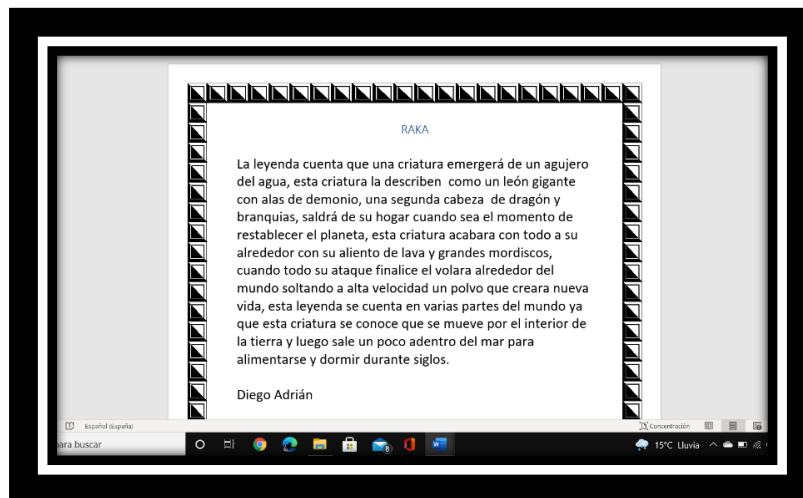 RAKA
La leyenda cuenta que una criatura emergerá de un agujero
del agua, esta criatura la describen como un león gigante
con alas de demonio, una segunda cabeza de dragón y
branquias, saldrá de su hogar cuando sea el momento de
restablecer el planeta, esta criatura acabara con todo a su
alrededor con su aliento de lava y grandes mordiscos,
cuando todo su ataque finalice el volara alrededor del
mundo soltando a alta velocidad un polvo que creara nueva
vida, esta leyenda se cuenta en varias partes del mundo ya
que esta criatura se conoce que se mueve por el interior de
la tierra y luego sale un poco adentro del mar para
alimentarse y dormir durante siglos.
Diego Adrián
Español (España) Concentración
para buscar 8 W 15°C Lluvia